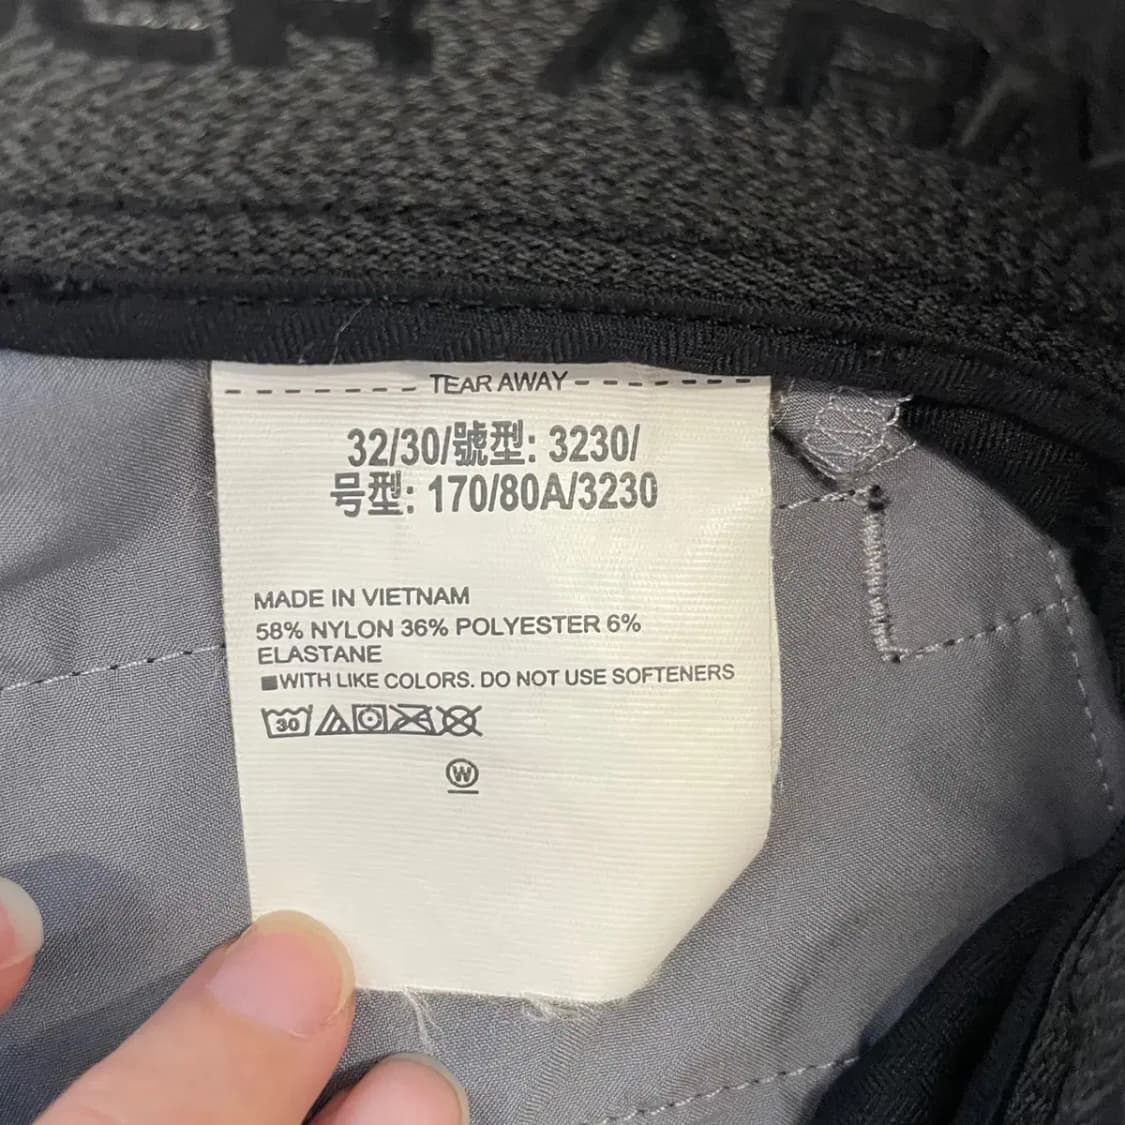 TEAR AWAY
32/30/號型: 3230/
号型: 170/80A/3230
MADE IN VIETNAM
58% NYLON 36% POLYESTER 6%
ELASTANE
WITH LIKE COLORS. DO NOT USE SOFTENERS
30
W